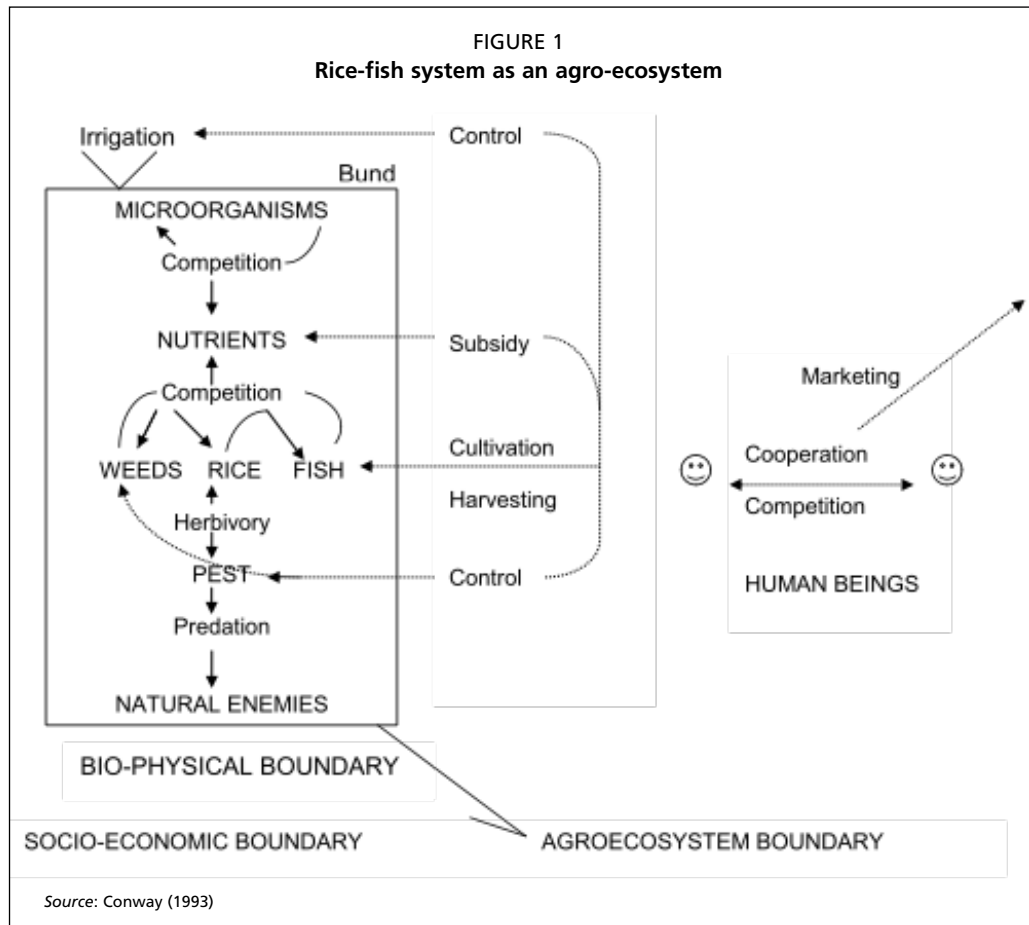 FIGURE 1
Rice-fish system as an agro-ecosystem
Irrigation
Control
Bund
MICROORGANISMS
Competition
NUTRIENTS
Subsidy
Marketing
Competition
Cultivation
Cooperation
WEEDS RICE FISH
Harvesting
Competition
Herbivory
PEST
Control
HUMAN BEINGS
Predation
NATURAL ENEMIES
BIO-PHYSICAL BOUNDARY
SOCIO-ECONOMIC BOUNDARY
AGROECOSYSTEM BOUNDARY
Source: Conway (1993)